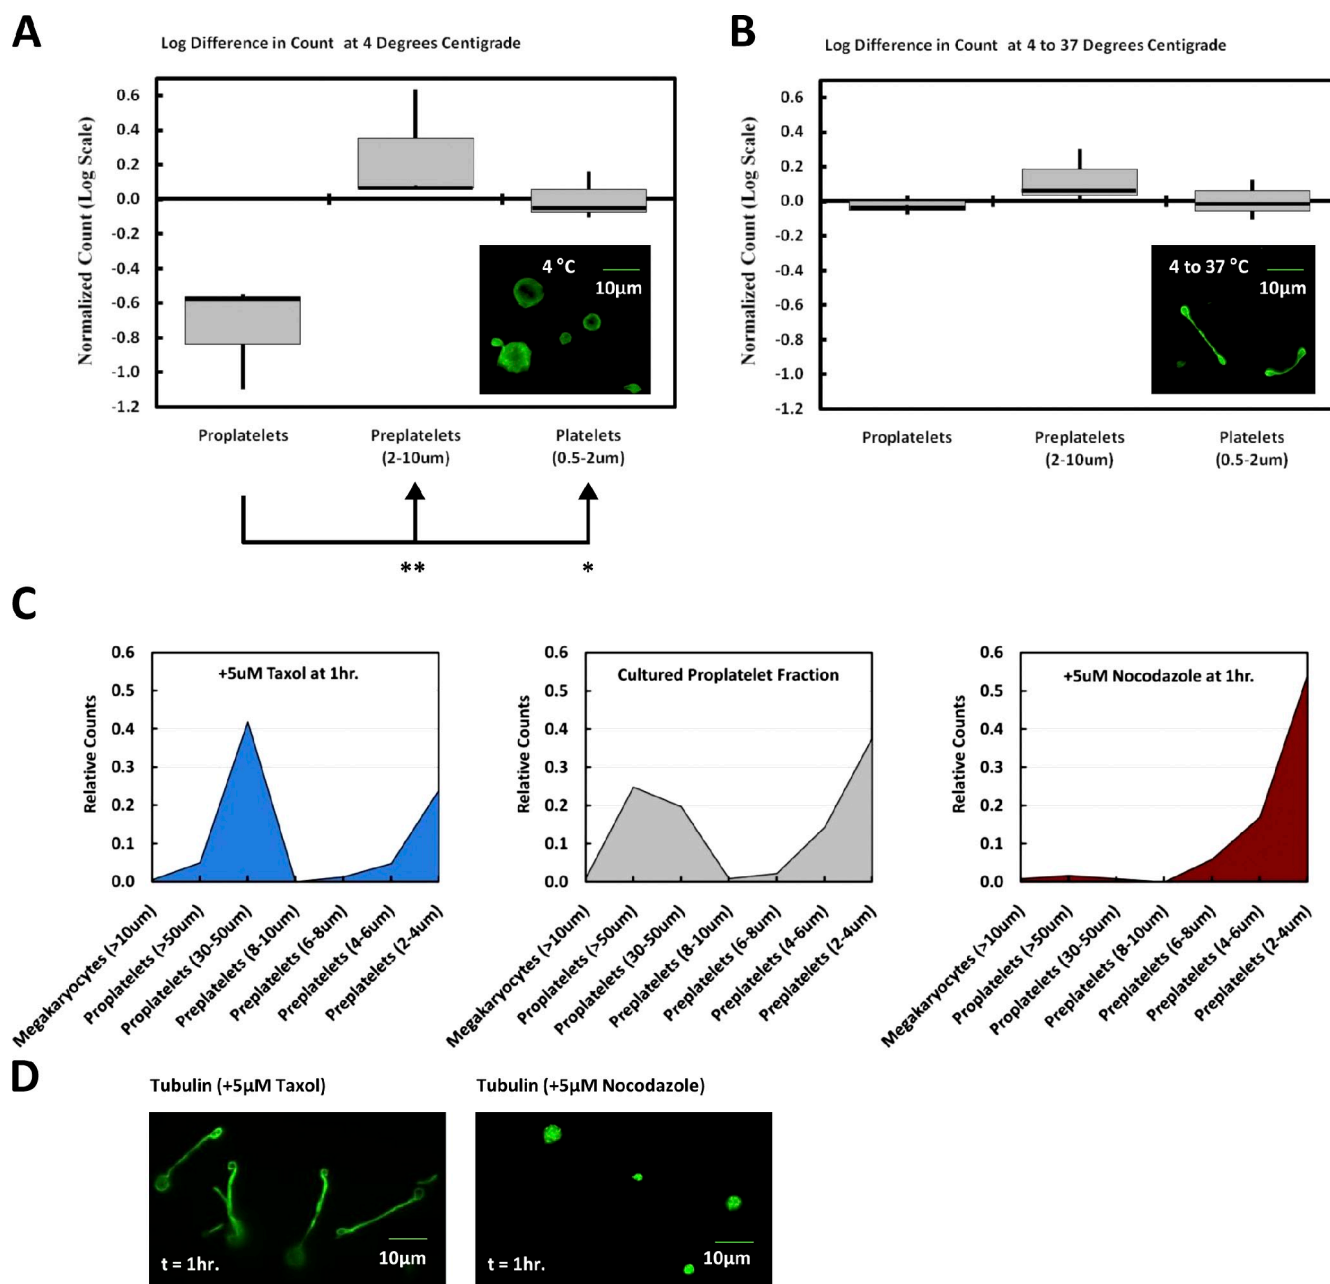 A
Log Difference in Count at 4 Degrees Centigrade
Normalized Count (Log Scale)
0.6
0.4
0.2
0.0
-0.2
-0.4
-0.6
-0.8
-1.0
-1.2
4 °C
10µm
Proplatelets
Preplatelets
(2-10um)
Platelets
(0.5-2um)
**
*
B
Log Difference in Count at 4 to 37 Degrees Centigrade
Normalized Count (Log Scale)
0.6
0.4
0.2
0.0
-0.2
-0.4
-0.6
-0.8
-1.0
-1.2
4 to 37 °C
10µm
Proplatelets
Preplatelets
(2-10um)
Platelets
(0.5-2um)
C
+5uM Taxol at 1hr.
Relative Counts
0.6
0.5
0.4
0.3
0.2
0.1
0.0
Megakaryocytes (>10um)
Proplatelets (>50um)
Proplatelets (30-50um)
Preplatelets (8-10um)
Preplatelets (6-8um)
Preplatelets (4-6um)
Preplatelets (2-4um)
Cultured Proplatelet Fraction
Relative Counts
0.6
0.5
0.4
0.3
0.2
0.1
0.0
Megakaryocytes (>10um)
Proplatelets (>50um)
Proplatelets (30-50um)
Preplatelets (8-10um)
Preplatelets (6-8um)
Preplatelets (4-6um)
Preplatelets (2-4um)
+5uM Nocodazole at 1hr.
Relative Counts
0.6
0.5
0.4
0.3
0.2
0.1
0.0
Megakaryocytes (>10um)
Proplatelets (>50um)
Proplatelets (30-50um)
Preplatelets (8-10um)
Preplatelets (6-8um)
Preplatelets (4-6um)
Preplatelets (2-4um)
D
Tubulin (+5µM Taxol)
t = 1hr.
10µm
Tubulin (+5µM Nocodazole)
t = 1hr.
10µm